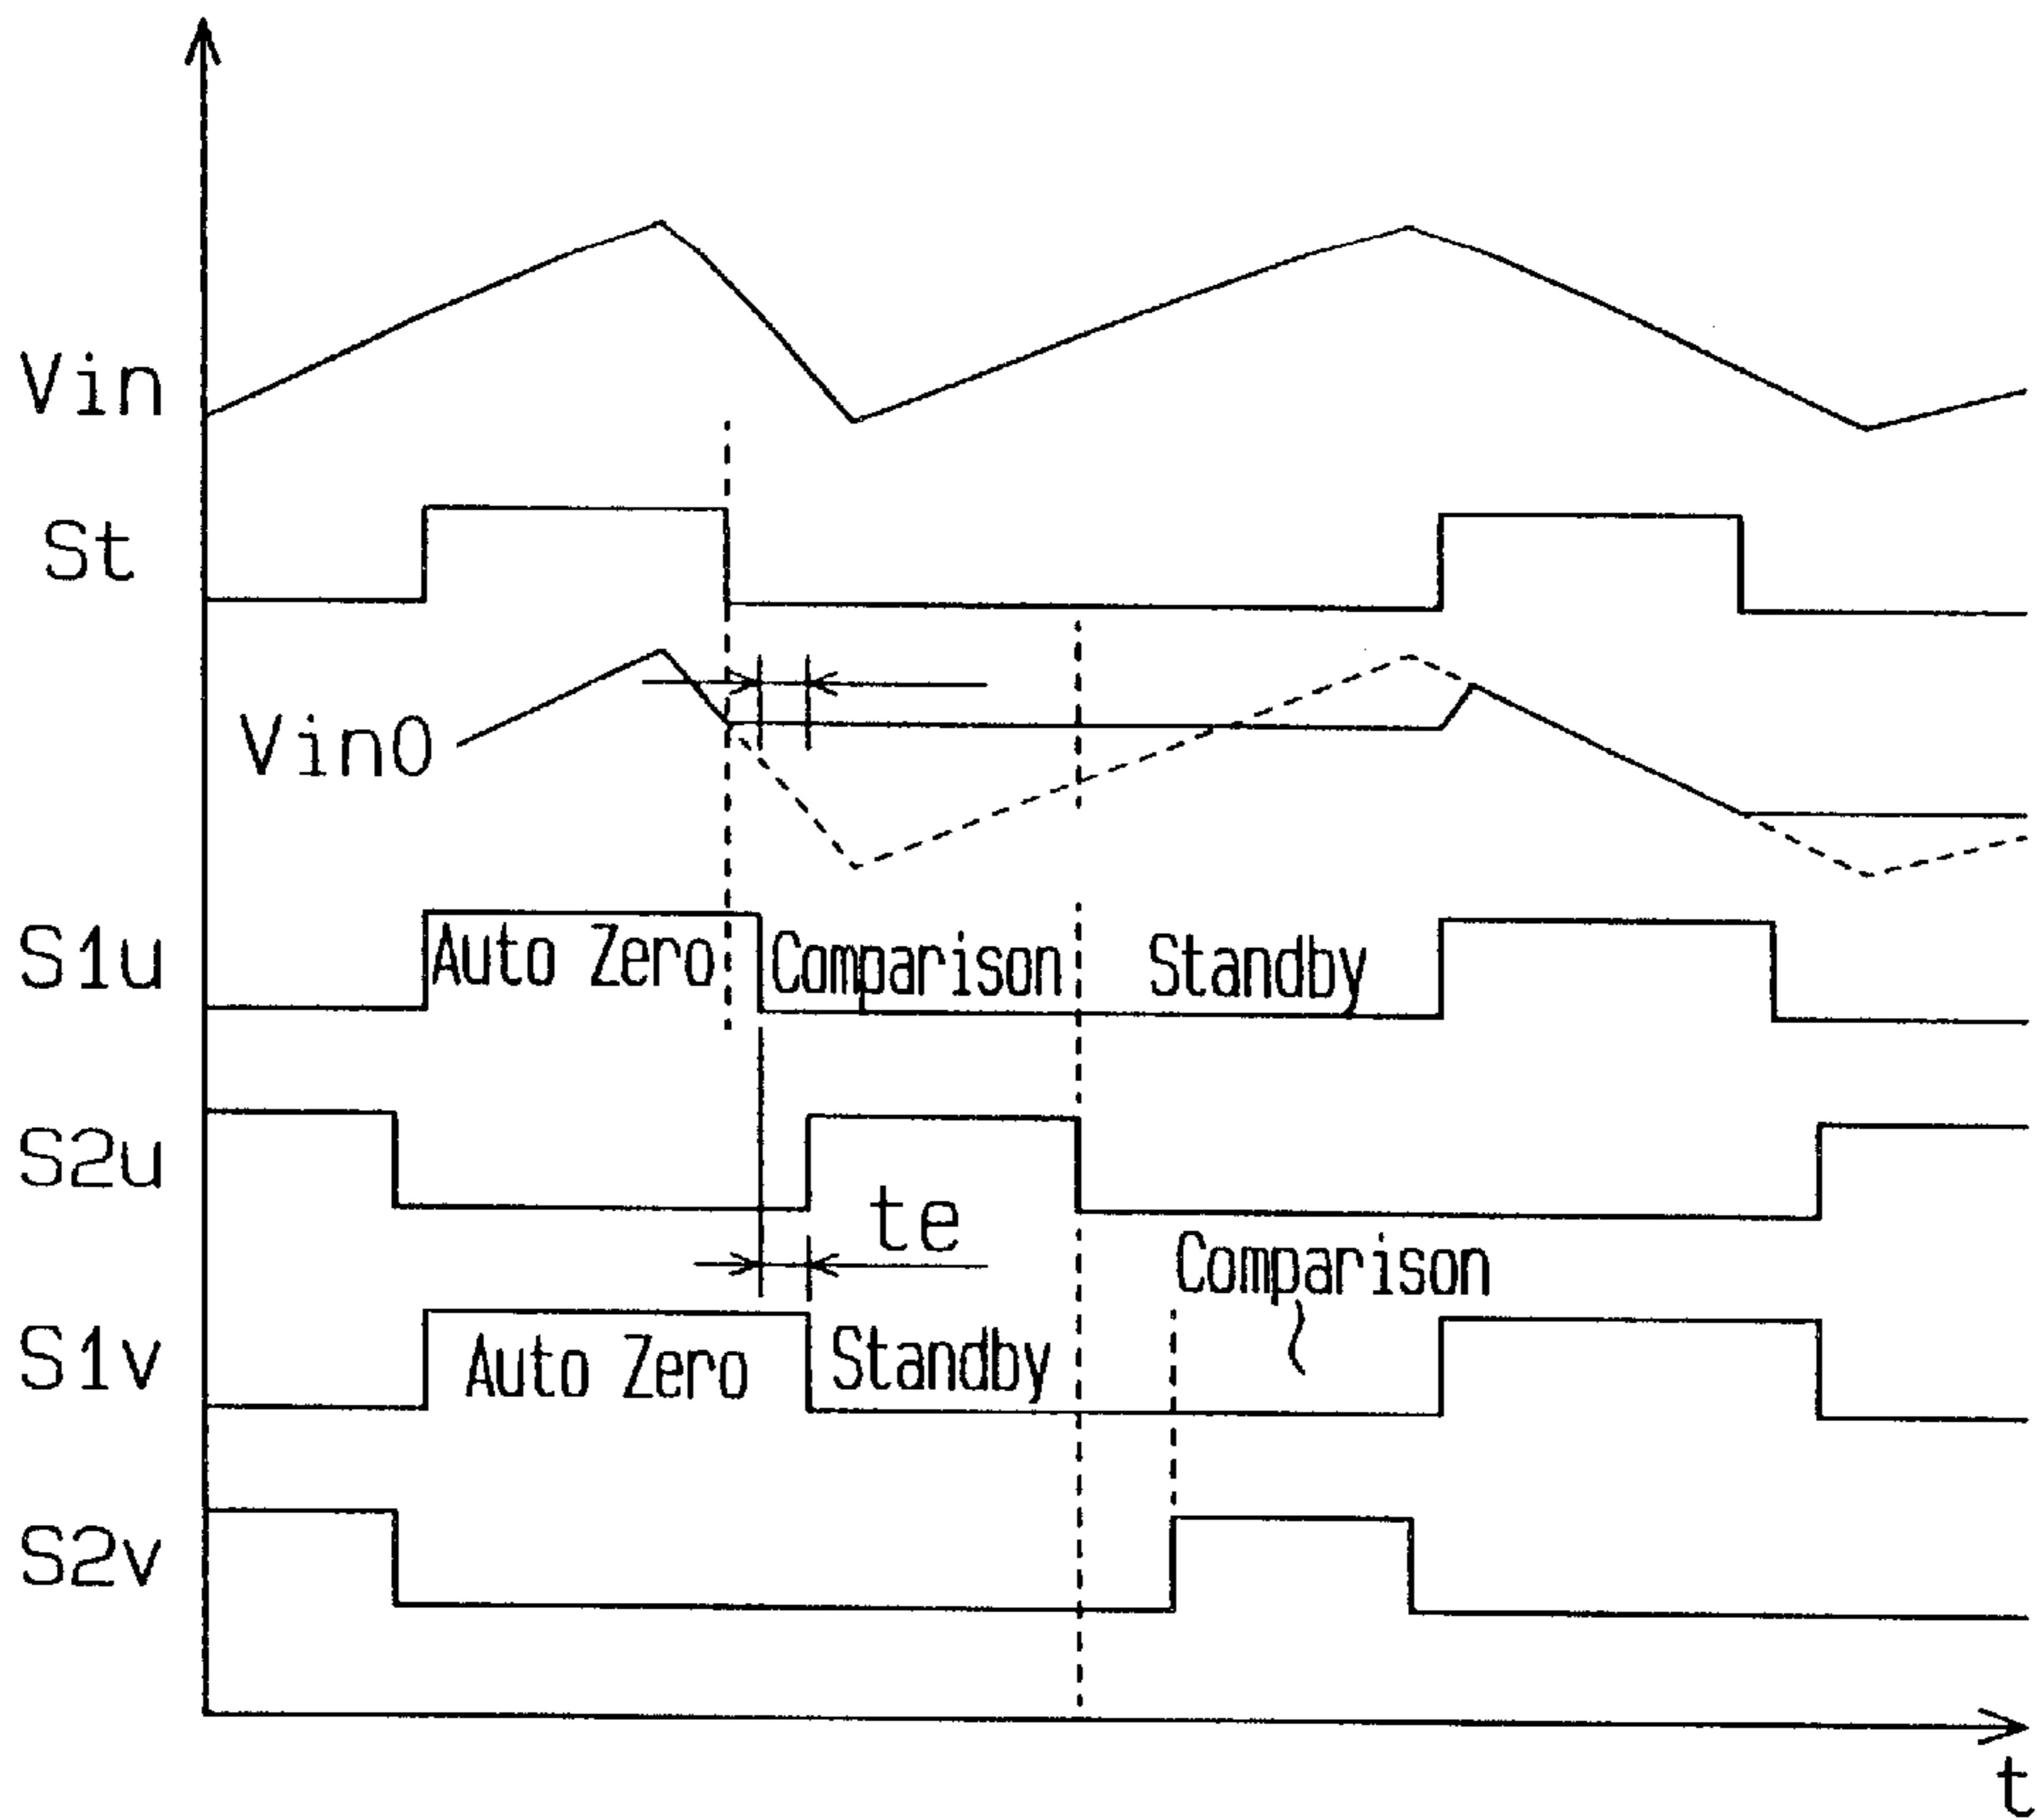 Vin
St
Vin0
S1u
Auto Zero
Comparison
Standby
S2u
te
Comparison
S1v
Auto Zero
Standby
S2v
t